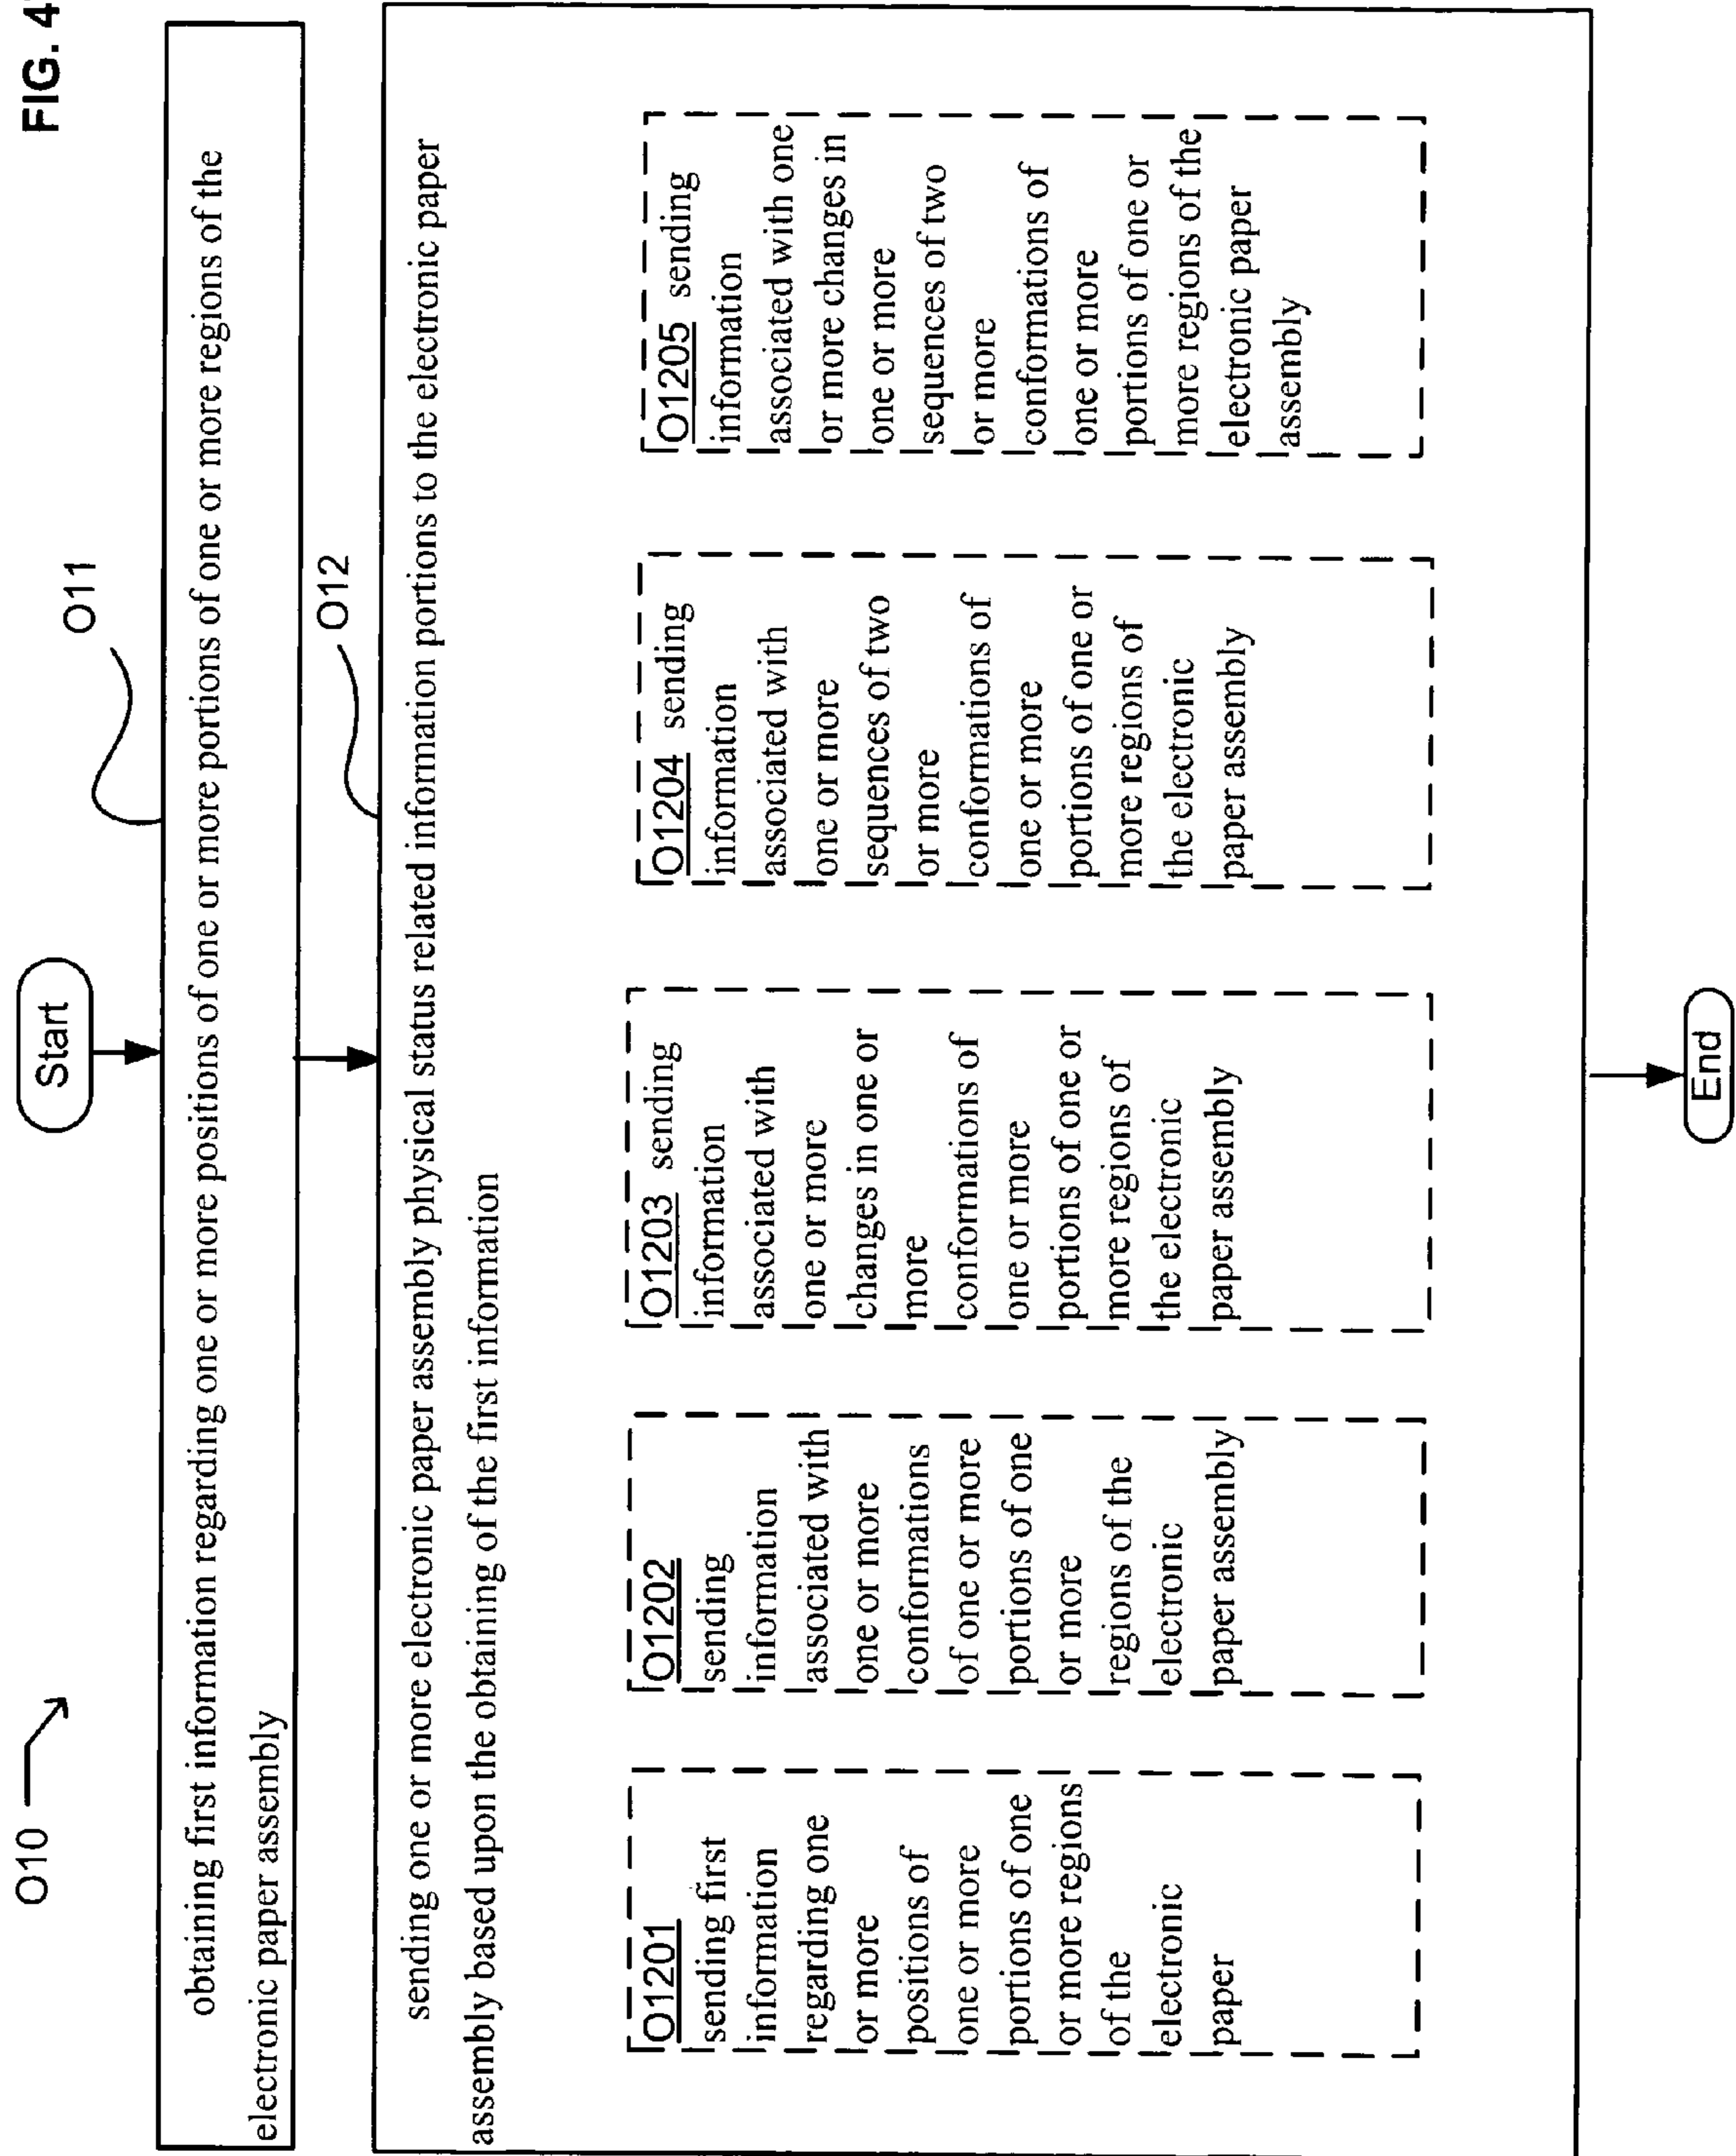 FIG. 4
O10
Start
O11
obtaining first information regarding one or more positions of one or more portions of one or more regions of the
electronic paper assembly
O12
sending one or more electronic paper assembly physical status related information portions to the electronic paper
assembly based upon the obtaining of the first information
O1201
sending first
information
regarding one
or more
positions of
one or more
portions of one
or more regions
of the
electronic
paper
O1202
sending
information
associated with
one or more
conformations
of one or more
portions of one
or more
regions of the
electronic
paper assembly
O1203 sending
information
associated with
one or more
changes in one or
more
conformations of
one or more
portions of one or
more regions of
the electronic
paper assembly
O1204 sending
information
associated with
one or more
sequences of two
or more
conformations of
one or more
portions of one or
more regions of
the electronic
paper assembly
O1205 sending
information
associated with one
or more changes in
one or more
sequences of two
or more
conformations of
one or more
portions of one or
more regions of the
electronic paper
assembly
End